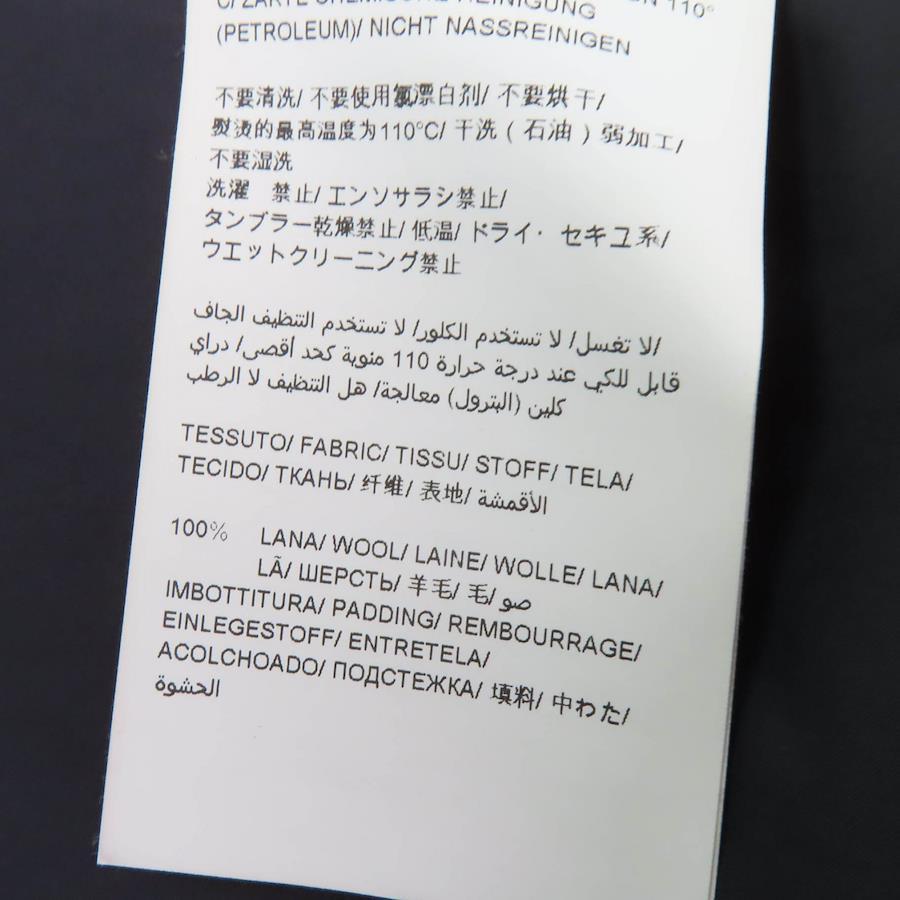 C/ ZARTE CHEMISCHE REINIGUNG 110°
(PETROLEUM)/ NICHT NASSREINIGEN
不要清洗/ 不要使用氯漂白剂/ 不要烘干/
熨烫的最高温度为110°C/ 干洗（石油）弱加工/
不要湿洗
洗濯　禁止/ エンソサラシ禁止/
タンブラー乾燥禁止/ 低温/ ドライ・ セキユ系/
ウエットクリーニング禁止
لا تغسل/ لا تستخدم الكلور/ لا تستخدم التنظيف الجاف/
قابل للكي عند درجة حرارة 110 مئوية كحد أقصى/ دراي
كلين (البترول) معالجة/ هل التنظيف لا الرطب
TESSUTO/ FABRIC/ TISSU/ STOFF/ TELA/
TECIDO/ ТКАНЬ/ 纤维/ 表地/ الأقمشة
100% LANA/ WOOL/ LAINE/ WOLLE/ LANA/
LÃ/ ШЕРСТЬ/ 羊毛/ 毛/ صو
IMBOTTITURA/ PADDING/ REMBOURRAGE/
EINLEGESTOFF/ ENTRETELA/
ACOLCHOADO/ ПОДСТЕЖКА/ 填料/ 中わた/
الحشوة